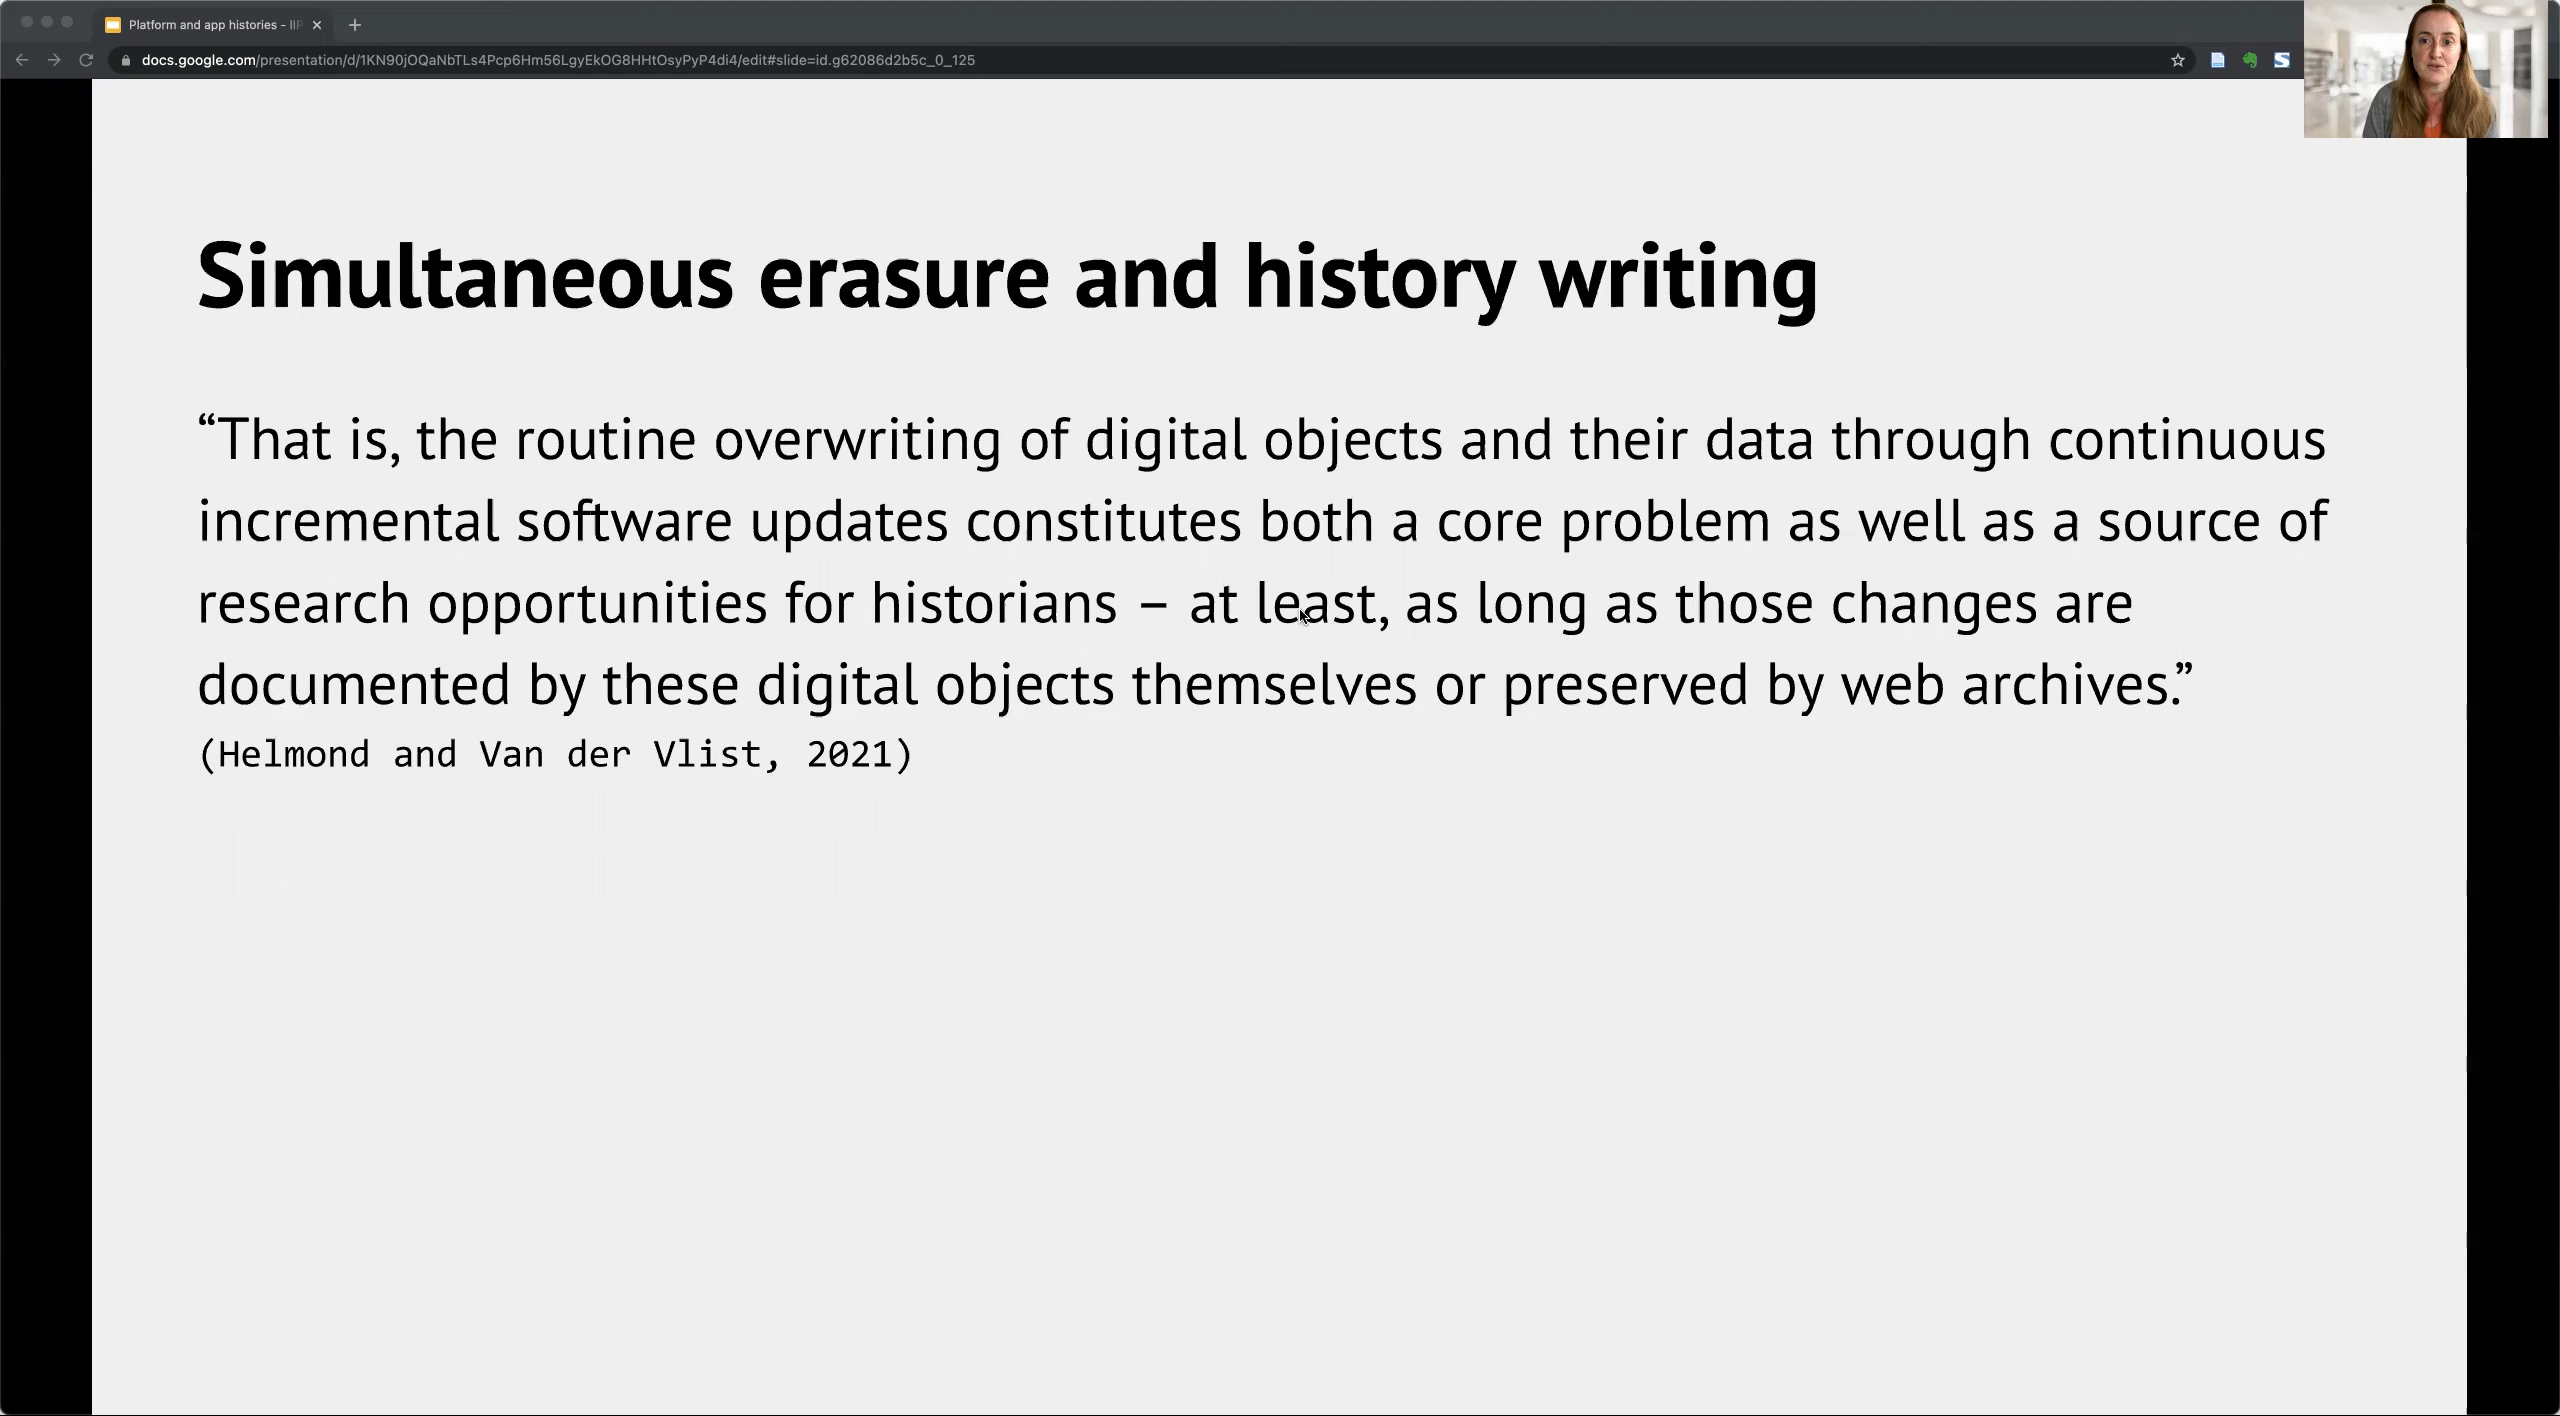 Platform and app histories - IIP
docs.google.com/presentation/d/1KN90jOQaNbTLs4Pcp6Hm56LgyEkOG8HHtOsyPyP4di4/edit#slide=id.g62086d2b5c_0_125
Simultaneous erasure and history writing
“That is, the routine overwriting of digital objects and their data through continuous
incremental software updates constitutes both a core problem as well as a source of
research opportunities for historians – at least, as long as those changes are
documented by these digital objects themselves or preserved by web archives.”
(Helmond and Van der Vlist, 2021)